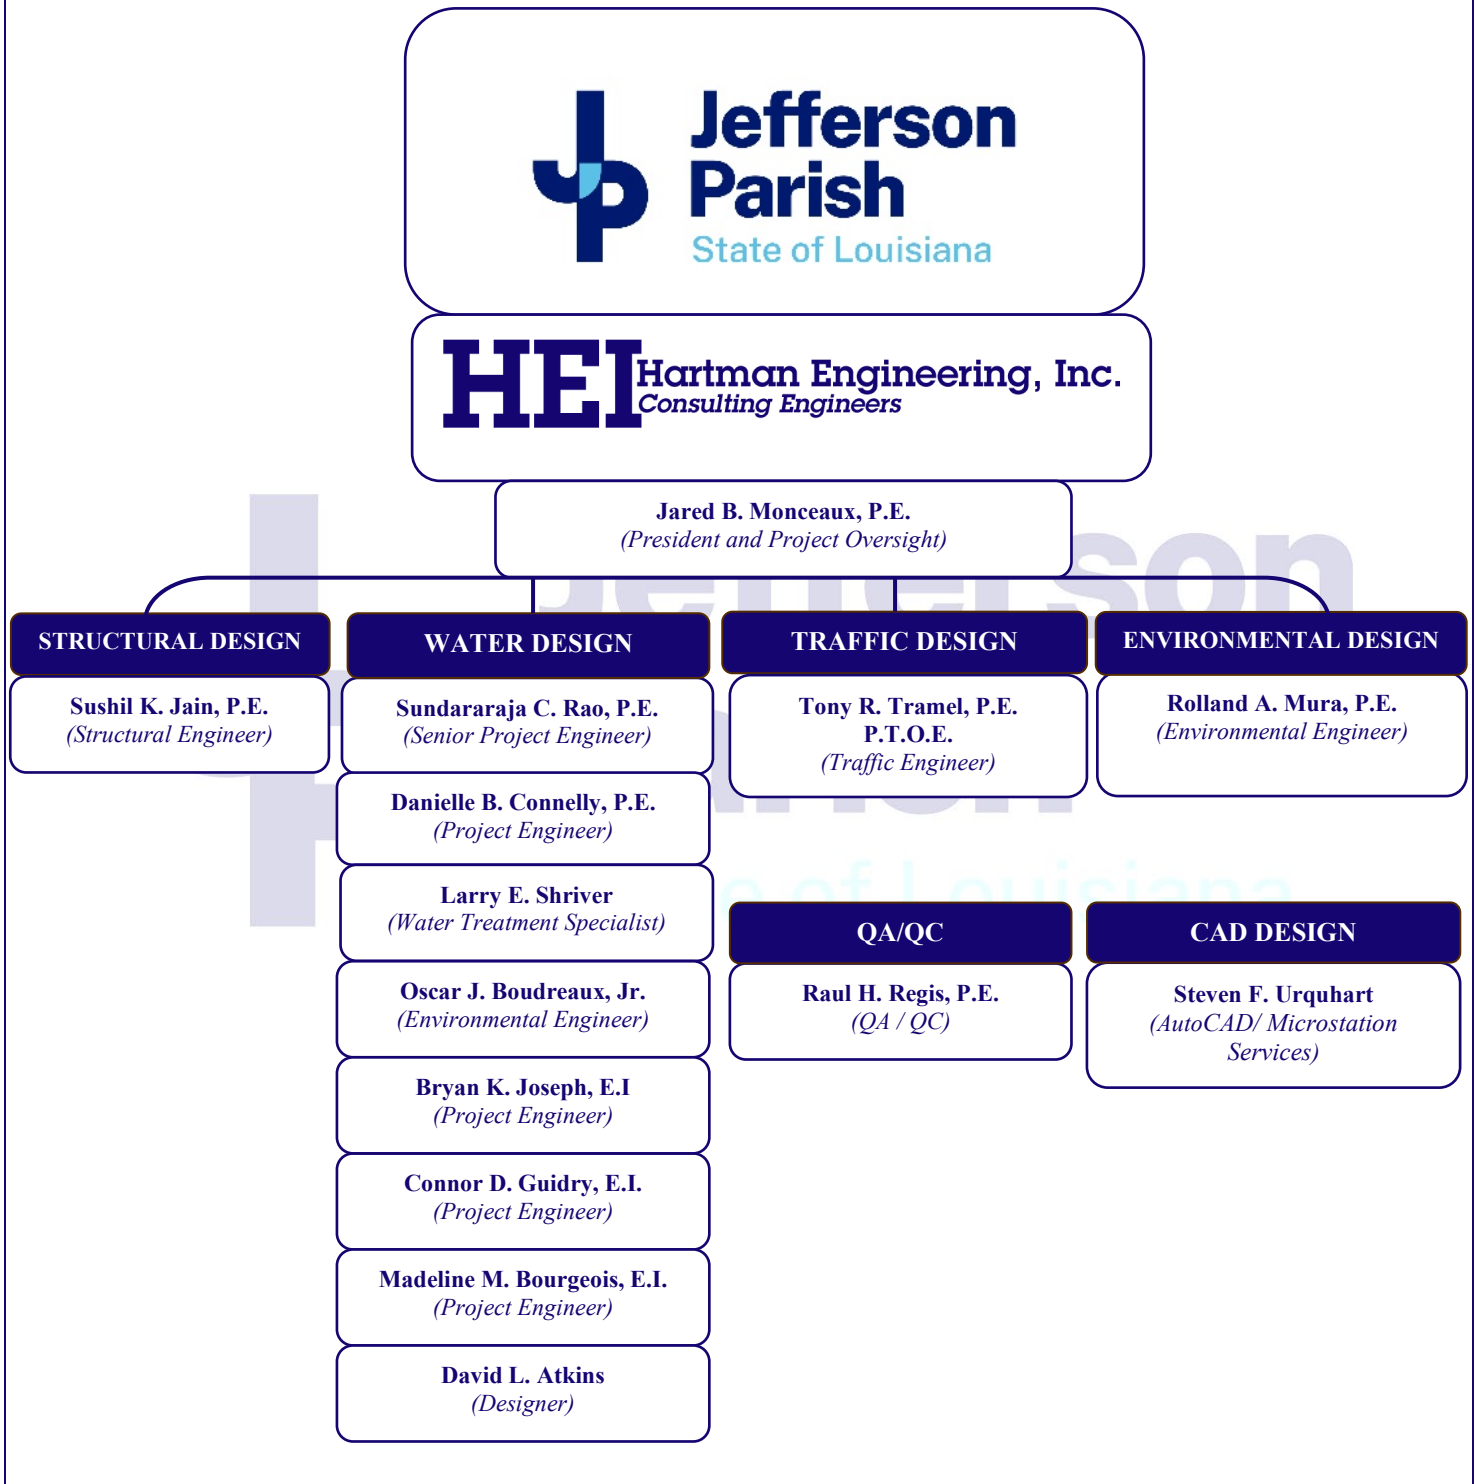 Jefferson
Parish
State of Louisiana
HEI
Hartman Engineering, Inc.
Consulting Engineers
Jared B. Monceaux, P.E.
(President and Project Oversight)
STRUCTURAL DESIGN
Sushil K. Jain, P.E.
(Structural Engineer)
WATER DESIGN
Sundararaja C. Rao, P.E.
(Senior Project Engineer)
Danielle B. Connelly, P.E.
(Project Engineer)
Larry E. Shriver
(Water Treatment Specialist)
Oscar J. Boudreaux, Jr.
(Environmental Engineer)
Bryan K. Joseph, E.I
(Project Engineer)
Connor D. Guidry, E.I.
(Project Engineer)
Madeline M. Bourgeois, E.I.
(Project Engineer)
David L. Atkins
(Designer)
TRAFFIC DESIGN
Tony R. Tramel, P.E.
P.T.O.E.
(Traffic Engineer)
ENVIRONMENTAL DESIGN
Rolland A. Mura, P.E.
(Environmental Engineer)
QA/QC
Raul H. Regis, P.E.
(QA / QC)
CAD DESIGN
Steven F. Urquhart
(AutoCAD/ Microstation
Services)